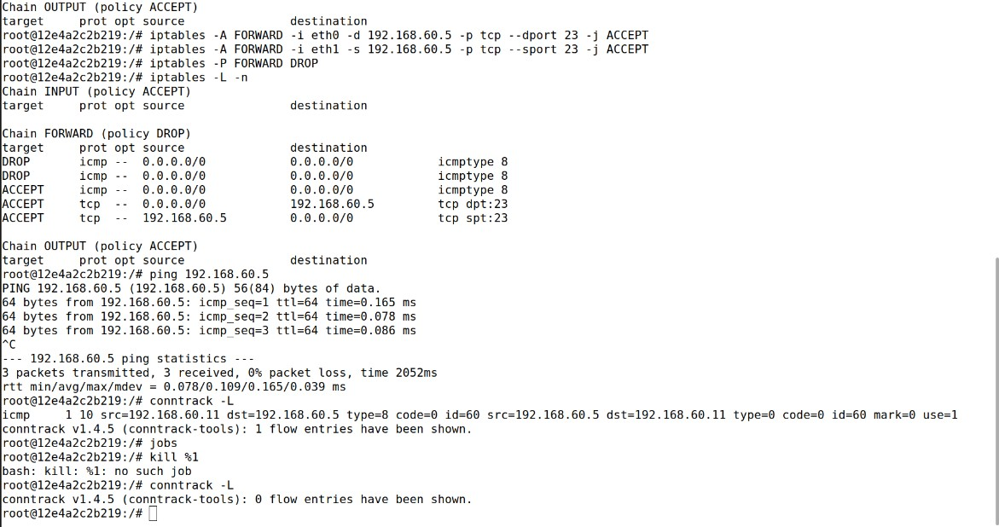 Chain OUTPUT (policy ACCEPT)
target     prot opt source               destination
root@12e4a2c2b219:/# iptables -A FORWARD -i eth0 -d 192.168.60.5 -p tcp --dport 23 -j ACCEPT
root@12e4a2c2b219:/# iptables -A FORWARD -i eth1 -s 192.168.60.5 -p tcp --sport 23 -j ACCEPT
root@12e4a2c2b219:/# iptables -P FORWARD DROP
root@12e4a2c2b219:/# iptables -L -n
Chain INPUT (policy ACCEPT)
target     prot opt source               destination

Chain FORWARD (policy DROP)
target     prot opt source               destination
DROP       icmp --  0.0.0.0/0            0.0.0.0/0            icmptype 8
DROP       icmp --  0.0.0.0/0            0.0.0.0/0            icmptype 8
ACCEPT     icmp --  0.0.0.0/0            0.0.0.0/0            icmptype 8
ACCEPT     tcp  --  0.0.0.0/0            192.168.60.5         tcp dpt:23
ACCEPT     tcp  --  192.168.60.5         0.0.0.0/0            tcp spt:23

Chain OUTPUT (policy ACCEPT)
target     prot opt source               destination
root@12e4a2c2b219:/# ping 192.168.60.5
PING 192.168.60.5 (192.168.60.5) 56(84) bytes of data.
64 bytes from 192.168.60.5: icmp_seq=1 ttl=64 time=0.165 ms
64 bytes from 192.168.60.5: icmp_seq=2 ttl=64 time=0.078 ms
64 bytes from 192.168.60.5: icmp_seq=3 ttl=64 time=0.086 ms
^C
--- 192.168.60.5 ping statistics ---
3 packets transmitted, 3 received, 0% packet loss, time 2052ms
rtt min/avg/max/mdev = 0.078/0.109/0.165/0.039 ms
root@12e4a2c2b219:/# conntrack -L
icmp     1 10 src=192.168.60.11 dst=192.168.60.5 type=8 code=0 id=60 src=192.168.60.5 dst=192.168.60.11 type=0 code=0 id=60 mark=0 use=1
conntrack v1.4.5 (conntrack-tools): 1 flow entries have been shown.
root@12e4a2c2b219:/# jobs
root@12e4a2c2b219:/# kill %1
bash: kill: %1: no such job
root@12e4a2c2b219:/# conntrack -L
conntrack v1.4.5 (conntrack-tools): 0 flow entries have been shown.
root@12e4a2c2b219:/#